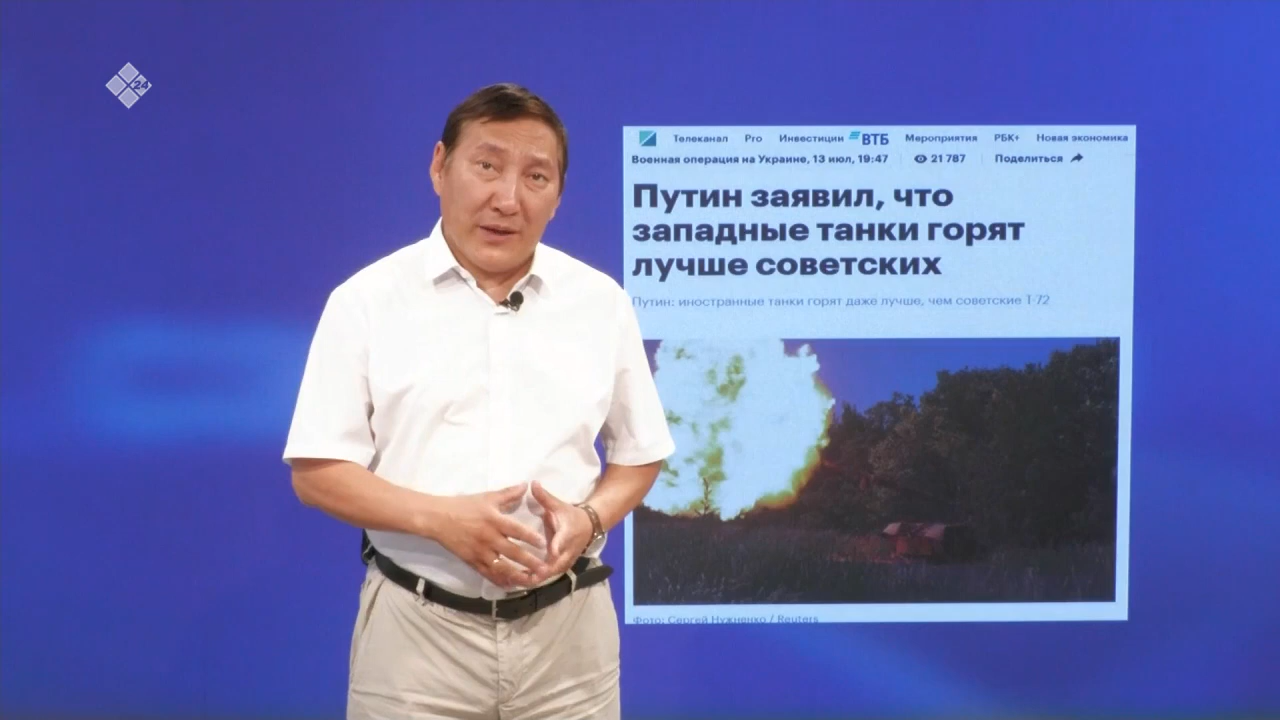 24
Телеканал Pro Инвестиции ВТБ Мероприятия РБК+ Новая экономика
Военная операция на Украине, 13 июл, 19:47 21 787 Поделиться
Путин заявил, что
западные танки горят
лучше советских
Путин: иностранные танки горят даже лучше, чем советские Т-72
Фото: Сергей Нужненко / Reuters